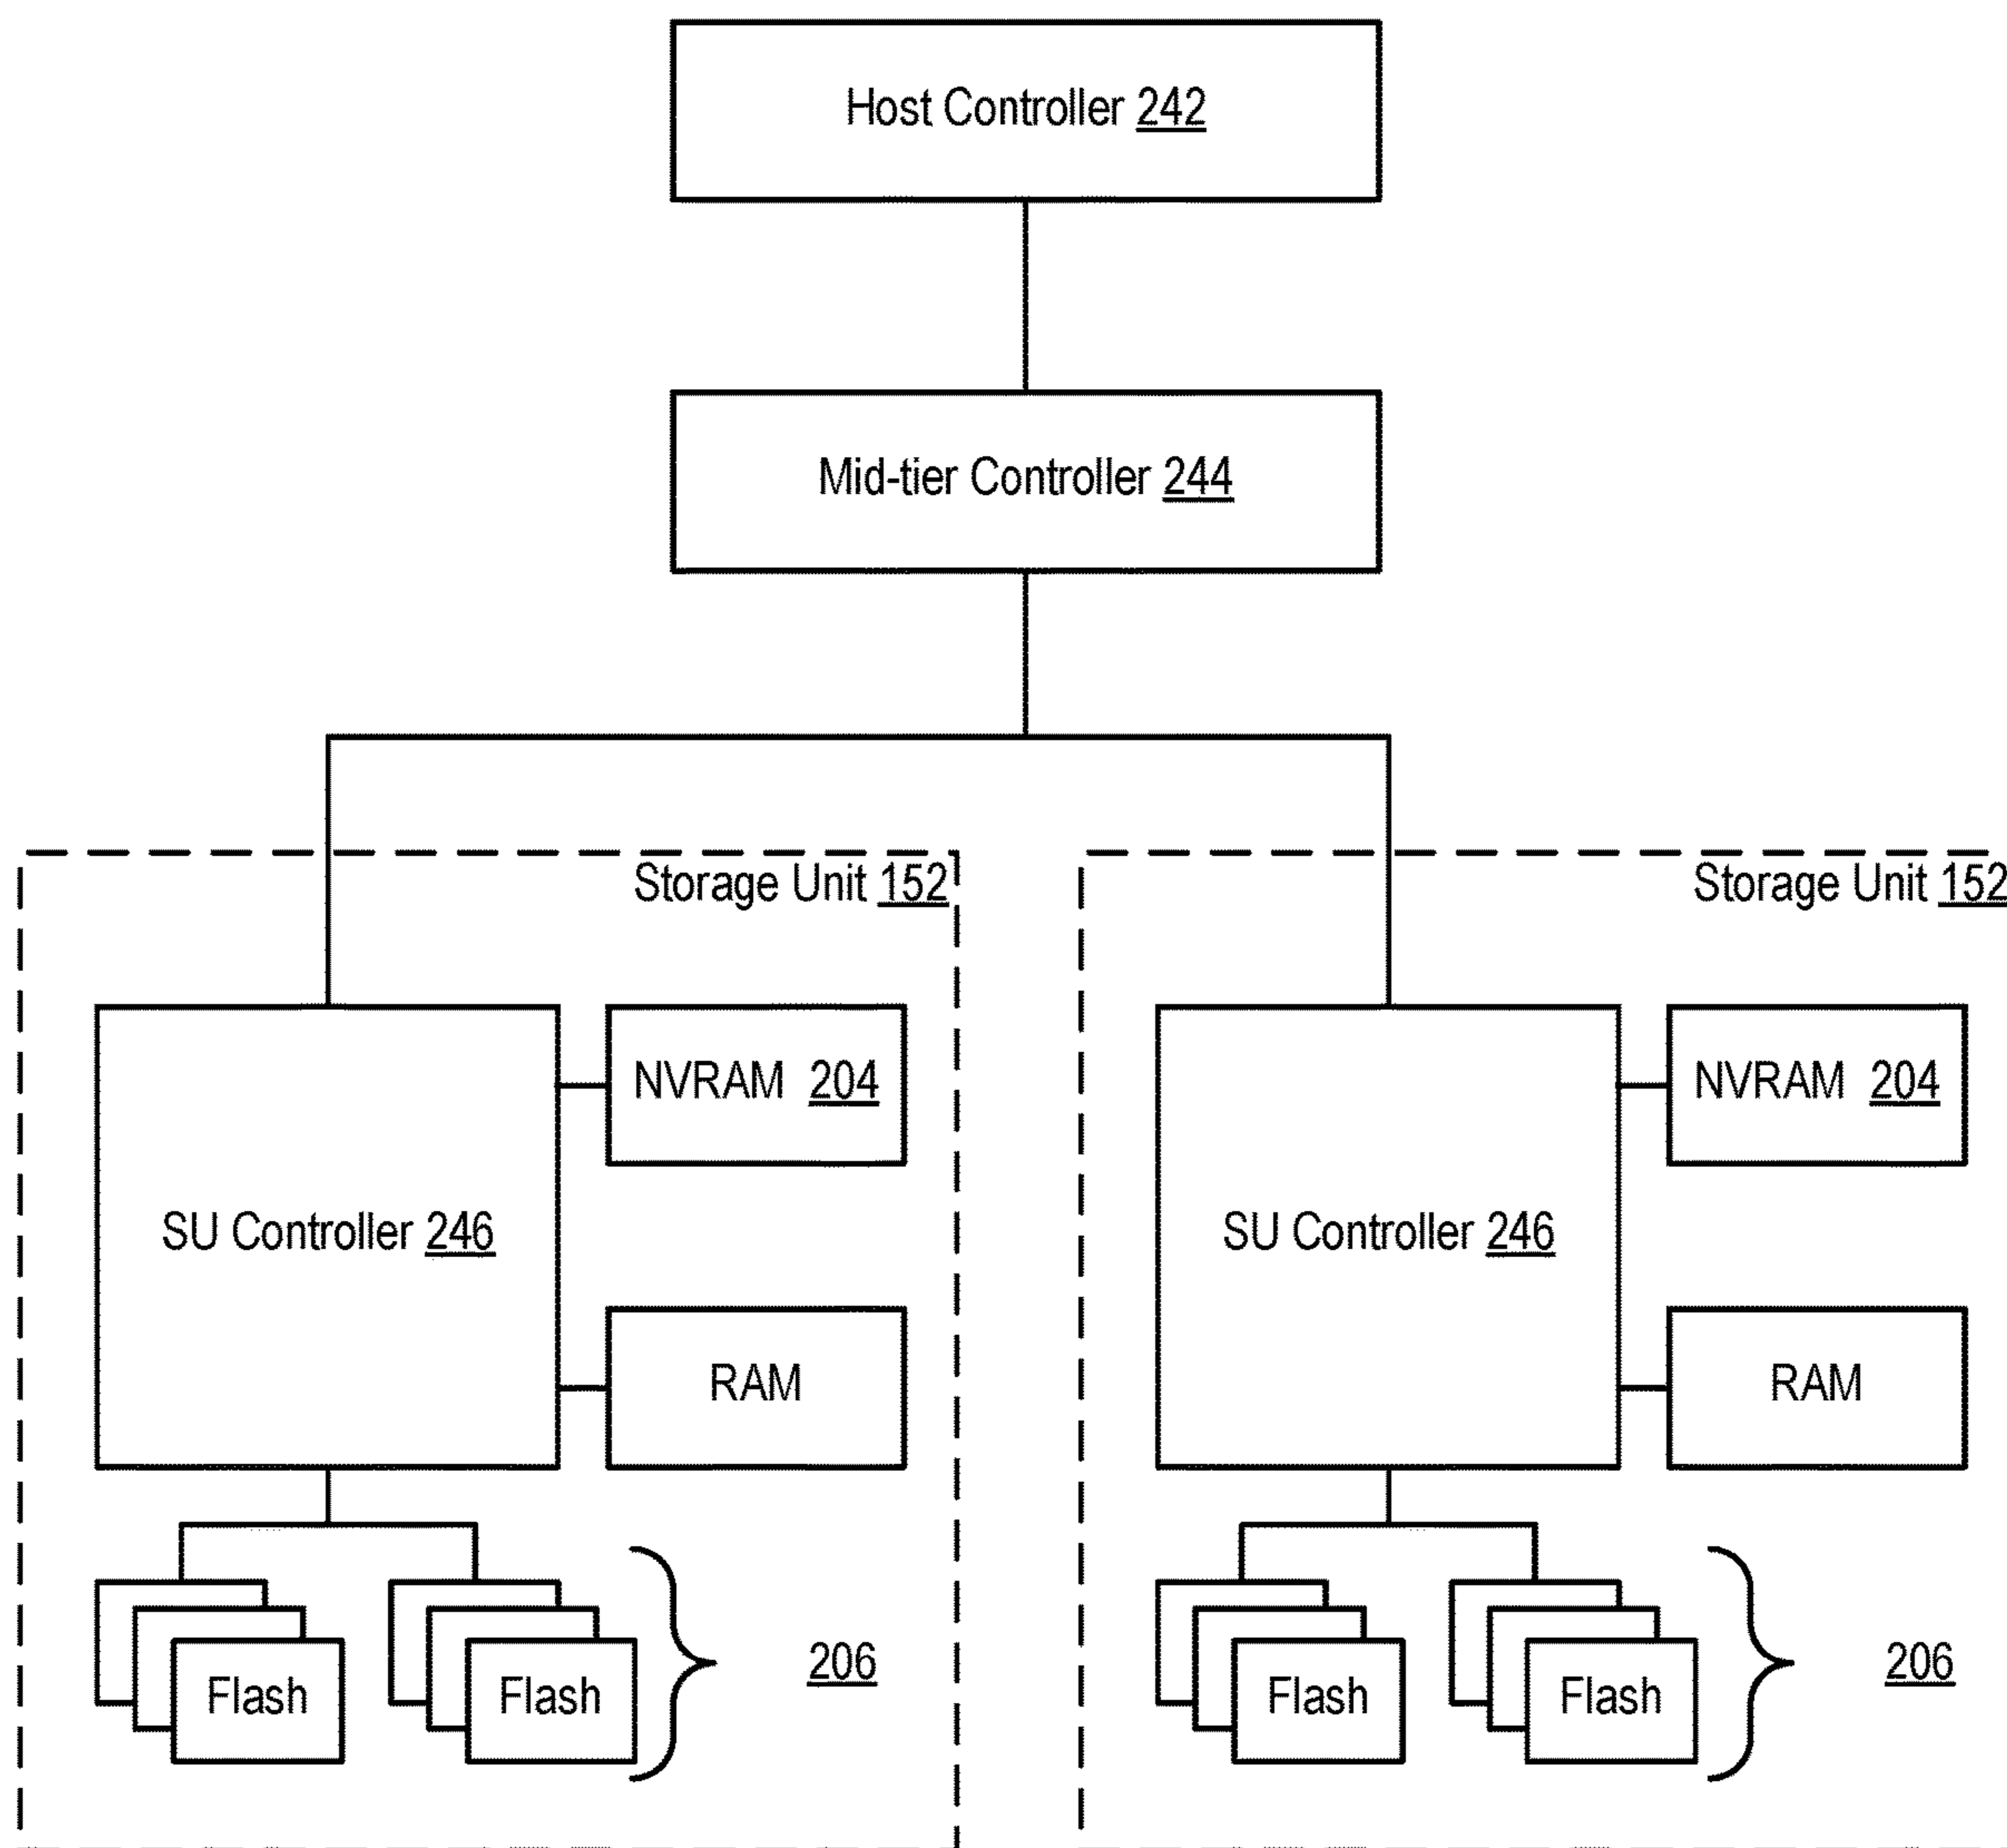 Host Controller 242
Mid-tier Controller 244
Storage Unit 152
Storage Unit 152
NVRAM 204
NVRAM 204
SU Controller 246
SU Controller 246
RAM
RAM
206
206
Flash
Flash
Flash
Flash